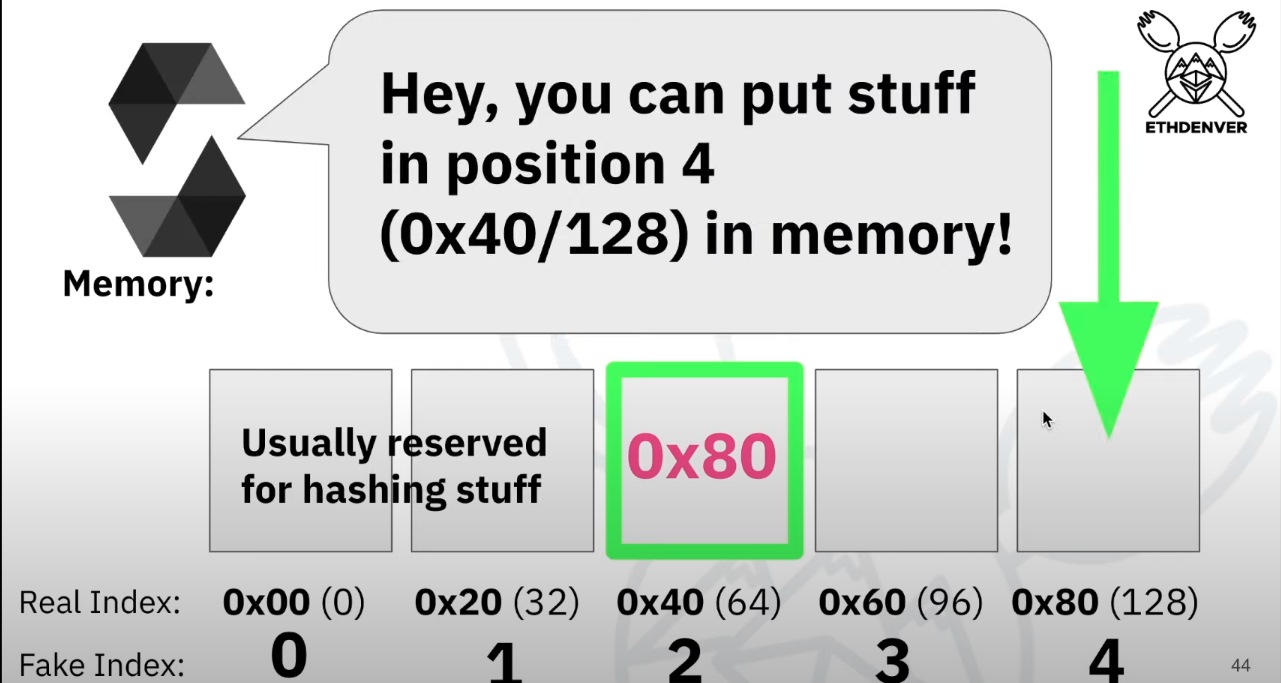 Hey, you can put stuff
in position 4
(0x40/128) in memory!
ETHDENVER
Memory:
Usually reserved
for hashing stuff
0x80
Real Index: 0x00 (0) 0x20 (32) 0x40 (64) 0x60 (96) 0x80 (128)
Fake Index: 0 1 2 3 4
44